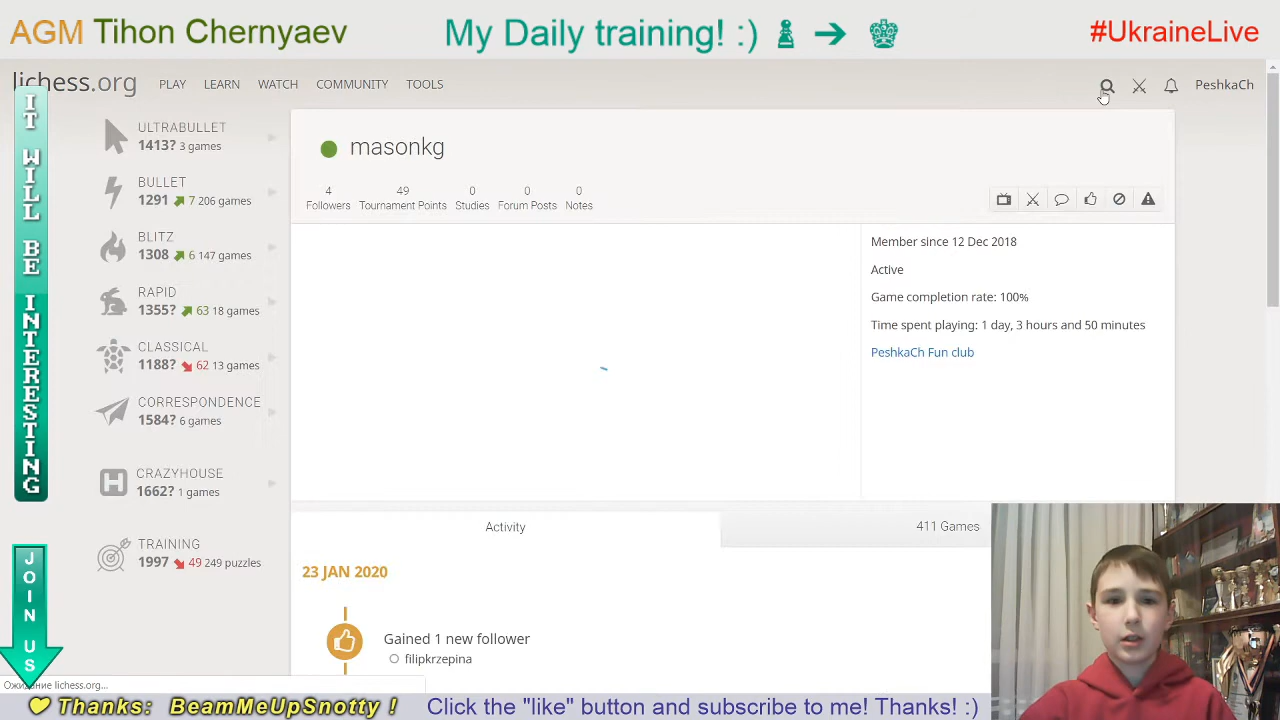 AGM Tihon Chernyaev
My Daily training! :)
#UkraineLive
lichess.org
PLAY
LEARN
WATCH
COMMUNITY
TOOLS
PeshkaCh
IT WILL BE INTERESTING
JOIN US
ULTRABULLET
1413? 3 games
BULLET
1291 7 206 games
BLITZ
1308 6 147 games
RAPID
1355? 63 18 games
CLASSICAL
1188? 62 13 games
CORRESPONDENCE
1584? 6 games
CRAZYHOUSE
1662? 1 games
TRAINING
1997 49 249 puzzles
masonkg
4
Followers
49
Tournament Points
0
Studies
0
Forum Posts
0
Notes
Member since 12 Dec 2018
Active
Game completion rate: 100%
Time spent playing: 1 day, 3 hours and 50 minutes
PeshkaCh Fun club
Activity
411 Games
23 JAN 2020
Gained 1 new follower
filipkrzepina
Ожидание lichess.org...
Thanks: BeamMeUpSnotty !
Click the "like" button and subscribe to me! Thanks! :)